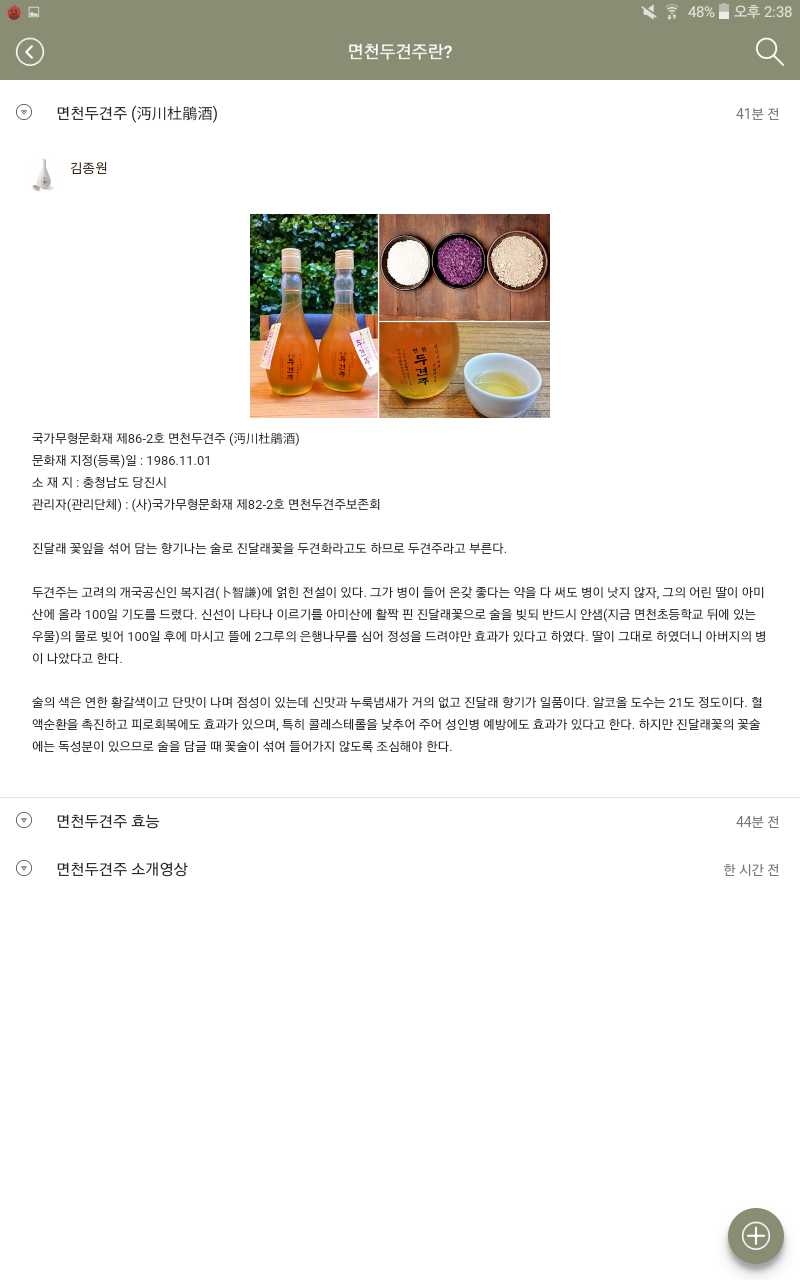 48% 오후 2:38
면천두견주란?
면천두견주 (沔川杜鵑酒) 41분 전
김종원
두견주
두견주
면천
두견주
국가무형문화재 제86-2호 면천두견주 (沔川杜鵑酒)
문화재 지정(등록)일 : 1986.11.01
소 재 지 : 충청남도 당진시
관리자(관리단체) : (사)국가무형문화재 제82-2호 면천두견주보존회
진달래 꽃잎을 섞어 담는 향기나는 술로 진달래꽃을 두견화라고도 하므로 두견주라고 부른다.
두견주는 고려의 개국공신인 복지겸(卜智謙)에 얽힌 전설이 있다. 그가 병이 들어 온갖 좋다는 약을 다 써도 병이 낫지 않자, 그의 어린 딸이 아미
산에 올라 100일 기도를 드렸다. 신선이 나타나 이르기를 아미산에 활짝 핀 진달래꽃으로 술을 빚되 반드시 안샘(지금 면천초등학교 뒤에 있는
우물)의 물로 빚어 100일 후에 마시고 뜰에 2그루의 은행나무를 심어 정성을 드려야만 효과가 있다고 하였다. 딸이 그대로 하였더니 아버지의 병
이 나았다고 한다.
술의 색은 연한 황갈색이고 단맛이 나며 점성이 있는데 신맛과 누룩냄새가 거의 없고 진달래 향기가 일품이다. 알코올 도수는 21도 정도이다. 혈
액순환을 촉진하고 피로회복에도 효과가 있으며, 특히 콜레스테롤을 낮추어 주어 성인병 예방에도 효과가 있다고 한다. 하지만 진달래꽃의 꽃술
에는 독성분이 있으므로 술을 담글 때 꽃술이 섞여 들어가지 않도록 조심해야 한다.
면천두견주 효능 44분 전
면천두견주 소개영상 한 시간 전